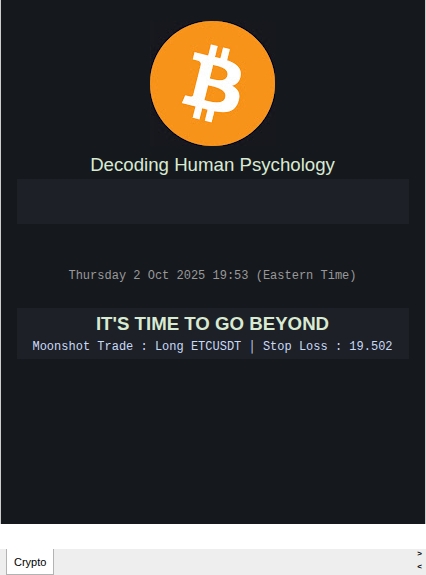 Decoding Human Psychology
Thursday 2 Oct 2025 19:53 (Eastern Time)
IT'S TIME TO GO BEYOND
Moonshot Trade : Long ETCUSDT | Stop Loss : 19.502
Crypto
>
<